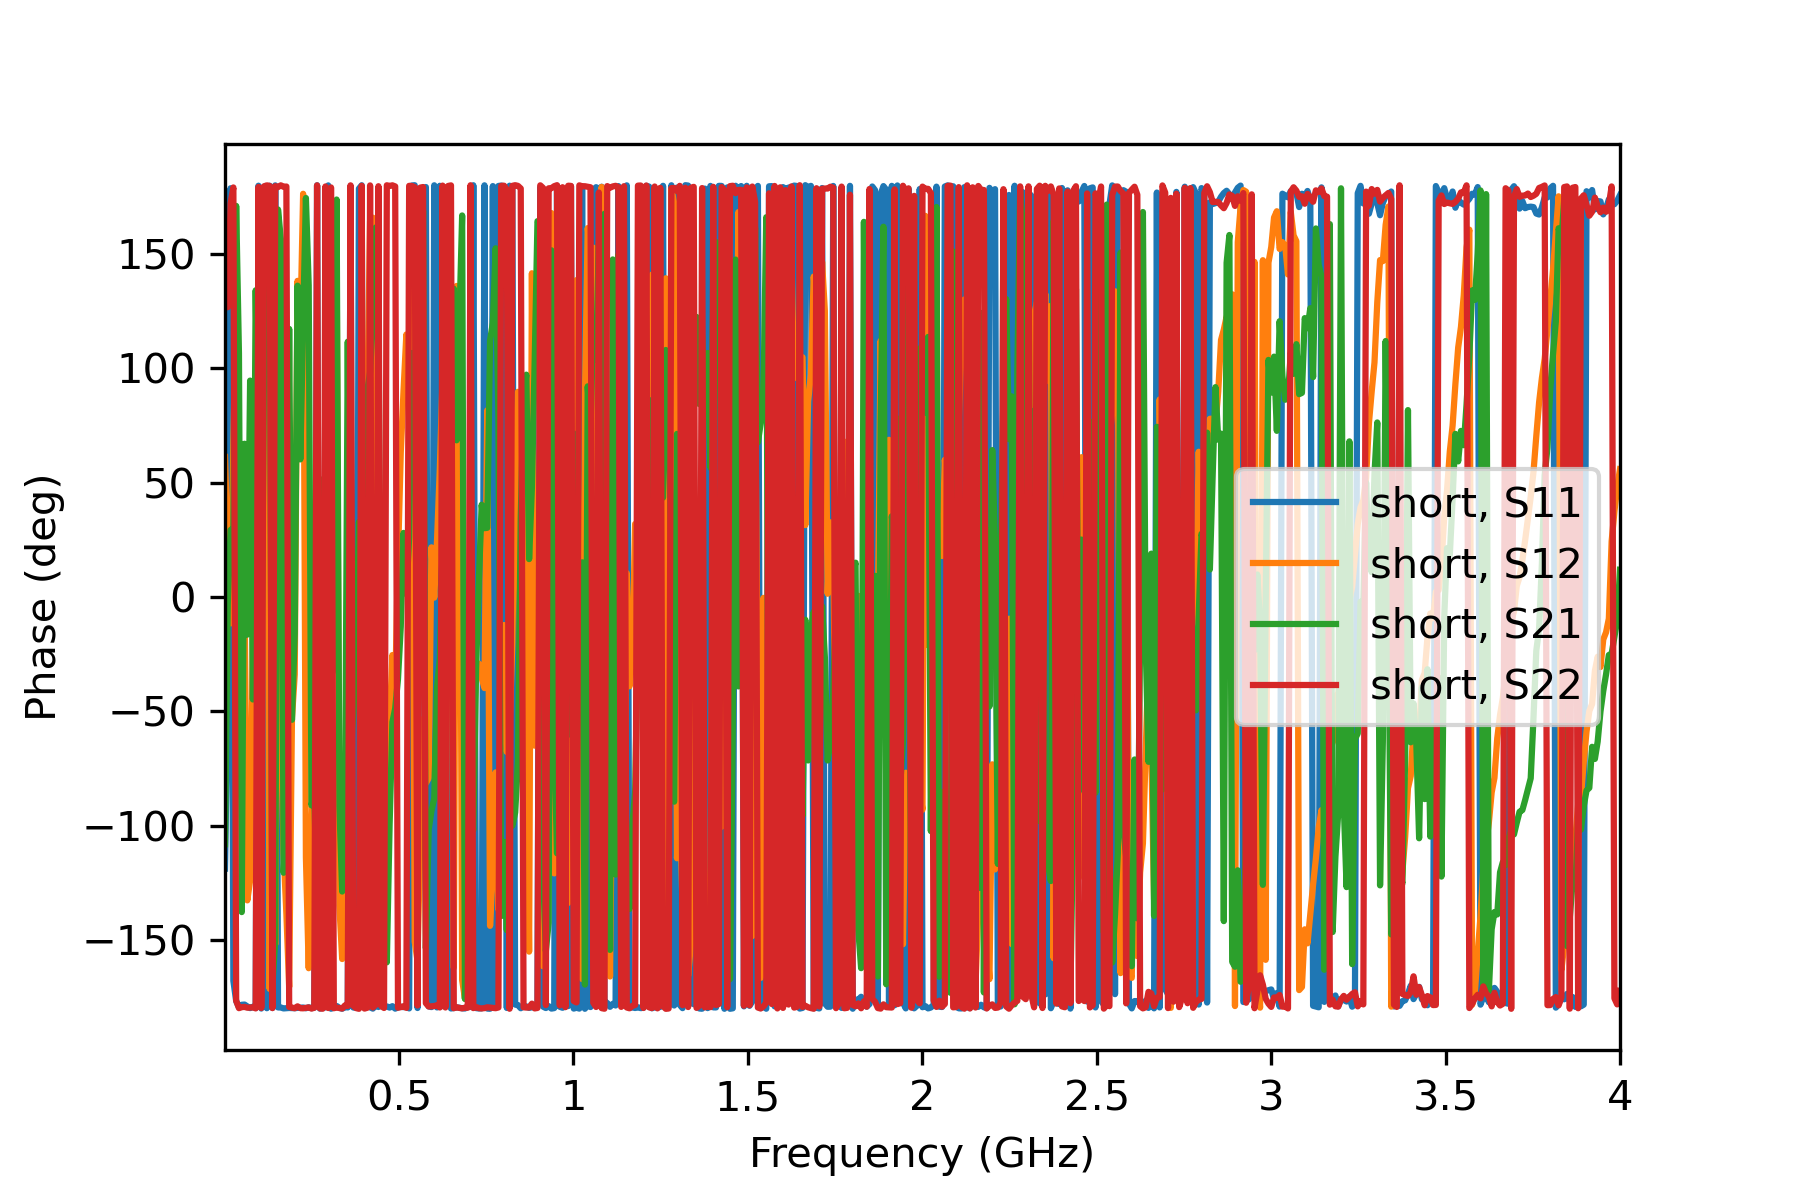 150
100
50
0
−50
−100
−150
Phase (deg)
short, S11
short, S12
short, S21
short, S22
0.5 1 1.5 2 2.5 3 3.5 4
Frequency (GHz)